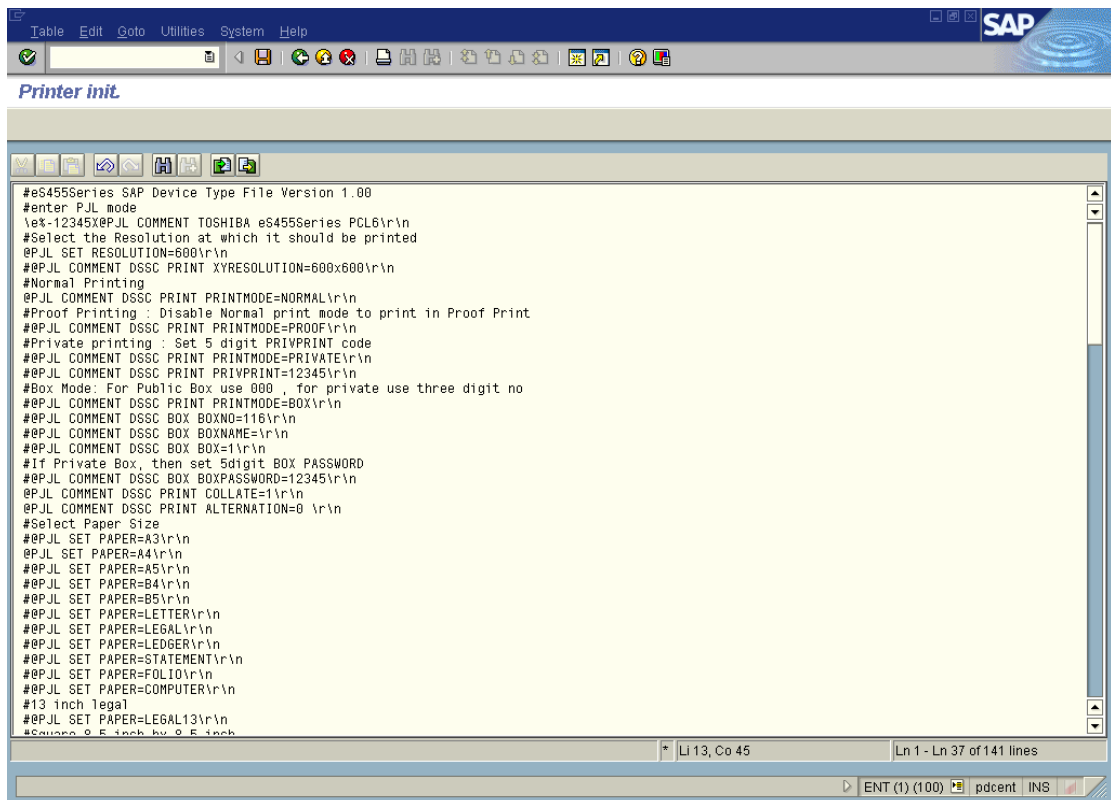 Table Edit Goto Utilities System Help
SAP
Printer init.
#eS455Series SAP Device Type File Version 1.00
#enter PJL mode
\e%-12345X@PJL COMMENT TOSHIBA eS455Series PCL6\r\n
#Select the Resolution at which it should be printed
@PJL SET RESOLUTION=600\r\n
#@PJL COMMENT DSSC PRINT XYRESOLUTION=600x600\r\n
#Normal Printing
@PJL COMMENT DSSC PRINT PRINTMODE=NORMAL\r\n
#Proof Printing : Disable Normal print mode to print in Proof Print
#@PJL COMMENT DSSC PRINT PRINTMODE=PROOF\r\n
#Private printing : Set 5 digit PRIVPRINT code
#@PJL COMMENT DSSC PRINT PRINTMODE=PRIVATE\r\n
#@PJL COMMENT DSSC PRINT PRIVPRINT=12345\r\n
#Box Mode: For Public Box use 000 , for private use three digit no
#@PJL COMMENT DSSC PRINT PRINTMODE=BOX\r\n
#@PJL COMMENT DSSC BOX BOXNO=116\r\n
#@PJL COMMENT DSSC BOX BOXNAME=\r\n
#@PJL COMMENT DSSC BOX BOX=1\r\n
#If Private Box, then set 5digit BOX PASSWORD
#@PJL COMMENT DSSC BOX BOXPASSWORD=12345\r\n
@PJL COMMENT DSSC PRINT COLLATE=1\r\n
@PJL COMMENT DSSC PRINT ALTERNATION=0 \r\n
#Select Paper Size
#@PJL SET PAPER=A3\r\n
@PJL SET PAPER=A4\r\n
#@PJL SET PAPER=A5\r\n
#@PJL SET PAPER=B4\r\n
#@PJL SET PAPER=B5\r\n
#@PJL SET PAPER=LETTER\r\n
#@PJL SET PAPER=LEGAL\r\n
#@PJL SET PAPER=LEDGER\r\n
#@PJL SET PAPER=STATEMENT\r\n
#@PJL SET PAPER=FOLIO\r\n
#@PJL SET PAPER=COMPUTER\r\n
#13 inch legal
#@PJL SET PAPER=LEGAL13\r\n
#Square 8.5 inch by 8.5 inch
* Li 13, Co 45 Ln 1 - Ln 37 of 141 lines
ENT (1) (100) pdcent INS